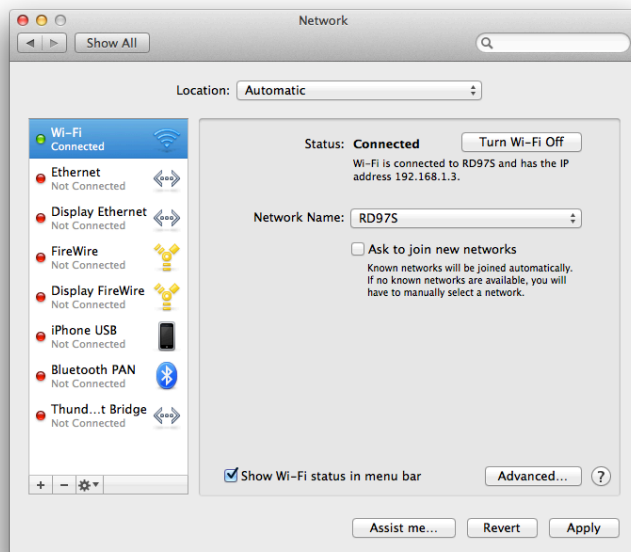 Network
Show All
Location: Automatic
Wi-Fi
Connected
Ethernet
Not Connected
Display Ethernet
Not Connected
FireWire
Not Connected
Display FireWire
Not Connected
iPhone USB
Not Connected
Bluetooth PAN
Not Connected
Thund...t Bridge
Not Connected
+ -
Status: Connected Turn Wi-Fi Off
Wi-Fi is connected to RD97S and has the IP
address 192.168.1.3.
Network Name: RD97S
Ask to join new networks
Known networks will be joined automatically.
If no known networks are available, you will
have to manually select a network.
Show Wi-Fi status in menu bar Advanced... ?
Assist me... Revert Apply